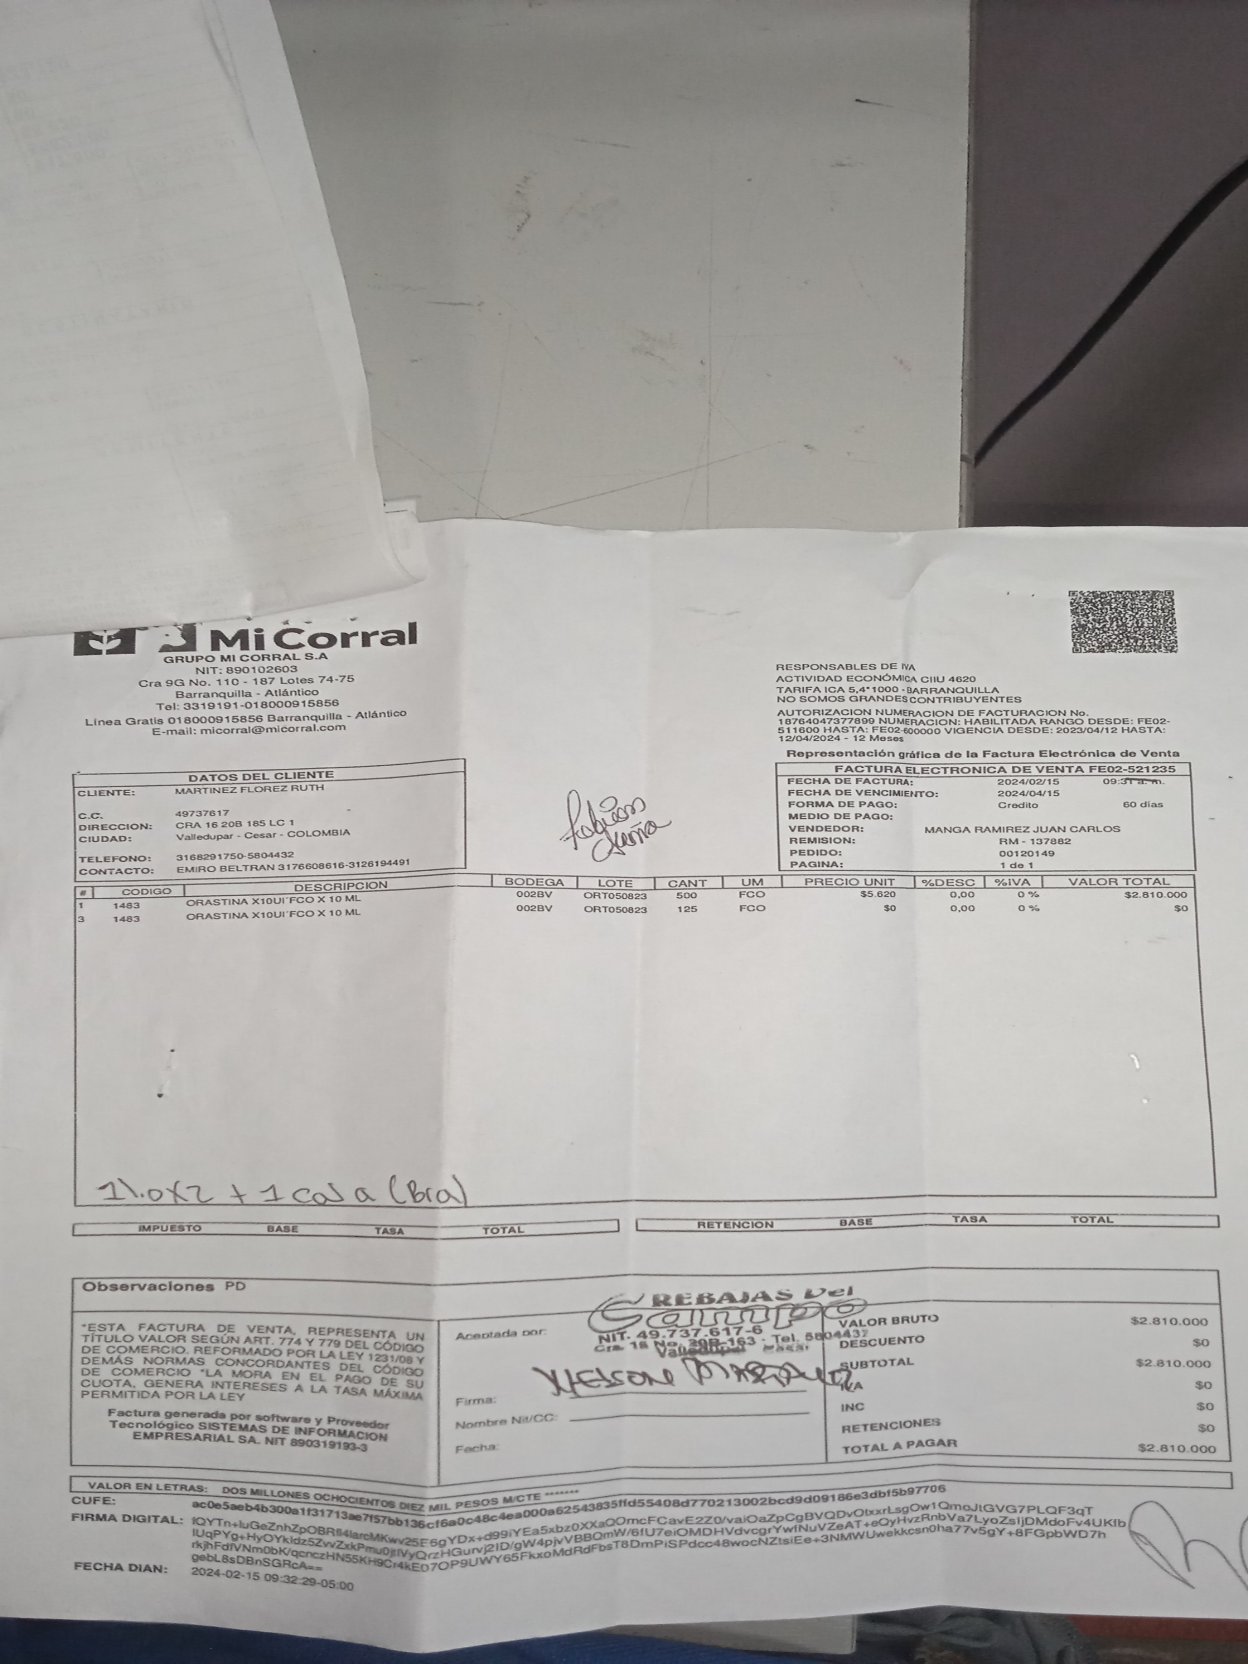 Mi Corral
GRUPO MI CORRAL S.A
NIT: 890102603
Cra 9G No. 110 - 187 Lotes 74-75
Barranquilla - Atlántico
Tel: 3319191-018000915856
Línea Gratis 018000915856 Barranquilla - Atlántico
E-mail: micorral@micorral.com
RESPONSABLES DE IVA
ACTIVIDAD ECONÓMICA CIIU 4620
TARIFA ICA 5,4*1000 - BARRANQUILLA
NO SOMOS GRANDES CONTRIBUYENTES
AUTORIZACION NUMERACION DE FACTURACION No.
18764047377899 NUMERACION: HABILITADA RANGO DESDE: FE02-
511600 HASTA: FE02-600000 VIGENCIA DESDE: 2023/04/12 HASTA:
12/04/2024 - 12 Meses
Representación gráfica de la Factura Electrónica de Venta
DATOS DEL CLIENTE
CLIENTE: MARTINEZ FLOREZ RUTH
C.C. 49737617
DIRECCION: CRA 16 20B 185 LC 1
CIUDAD: Valledupar - Cesar - COLOMBIA
TELEFONO: 3168291750-5804432
CONTACTO: EMIRO BELTRAN 3176608616-3126194491
Fabian
FACTURA ELECTRONICA DE VENTA FE02-521235
FECHA DE FACTURA: 2024/02/15 09:31 a. m.
FECHA DE VENCIMIENTO: 2024/04/15
FORMA DE PAGO: Credito 60 días
MEDIO DE PAGO:
VENDEDOR: MANGA RAMIREZ JUAN CARLOS
REMISION: RM - 137882
PEDIDO: 00120149
PAGINA: 1 de 1
# CODIGO DESCRIPCION BODEGA LOTE CANT UM PRECIO UNIT %DESC %IVA VALOR TOTAL
1 1483 ORASTINA X10UI*FCO X 10 ML 002BV ORT050823 500 FCO $5.620 0,00 0 % $2.810.000
3 1483 ORASTINA X10UI*FCO X 10 ML 002BV ORT050823 125 FCO $0 0,00 0 % $0
+ 1 caja
IMPUESTO BASE TASA TOTAL
RETENCION BASE TASA TOTAL
Observaciones PD
*ESTA FACTURA DE VENTA, REPRESENTA UN
TÍTULO VALOR SEGÚN ART. 774 Y 779 DEL CÓDIGO
DE COMERCIO. REFORMADO POR LA LEY 1231/08 Y
DEMÁS NORMAS CONCORDANTES DEL CÓDIGO
DE COMERCIO *LA MORA EN EL PAGO DE SU
CUOTA, GENERA INTERESES A LA TASA MÁXIMA
PERMITIDA POR LA LEY
Factura generada por software y Proveedor
Tecnológico SISTEMAS DE INFORMACION
EMPRESARIAL SA. NIT 890319193-3
Aceptada por:
REBAJAS Del
Campo
NIT. 49.737.617-6
Cra. 16 No. 20B-163 - Tel. 5804432
Valledupar - Cesar
Firma:
Nombre Nit/CC:
Fecha:
VALOR BRUTO $2.810.000
DESCUENTO $0
SUBTOTAL $2.810.000
IVA $0
INC $0
RETENCIONES $0
TOTAL A PAGAR $2.810.000
VALOR EN LETRAS: DOS MILLONES OCHOCIENTOS DIEZ MIL PESOS M/CTE *******
CUFE:
FIRMA DIGITAL:
gebL8sDBnSGRcA==
FECHA DIAN: 2024-02-15 09:32:29-05:00